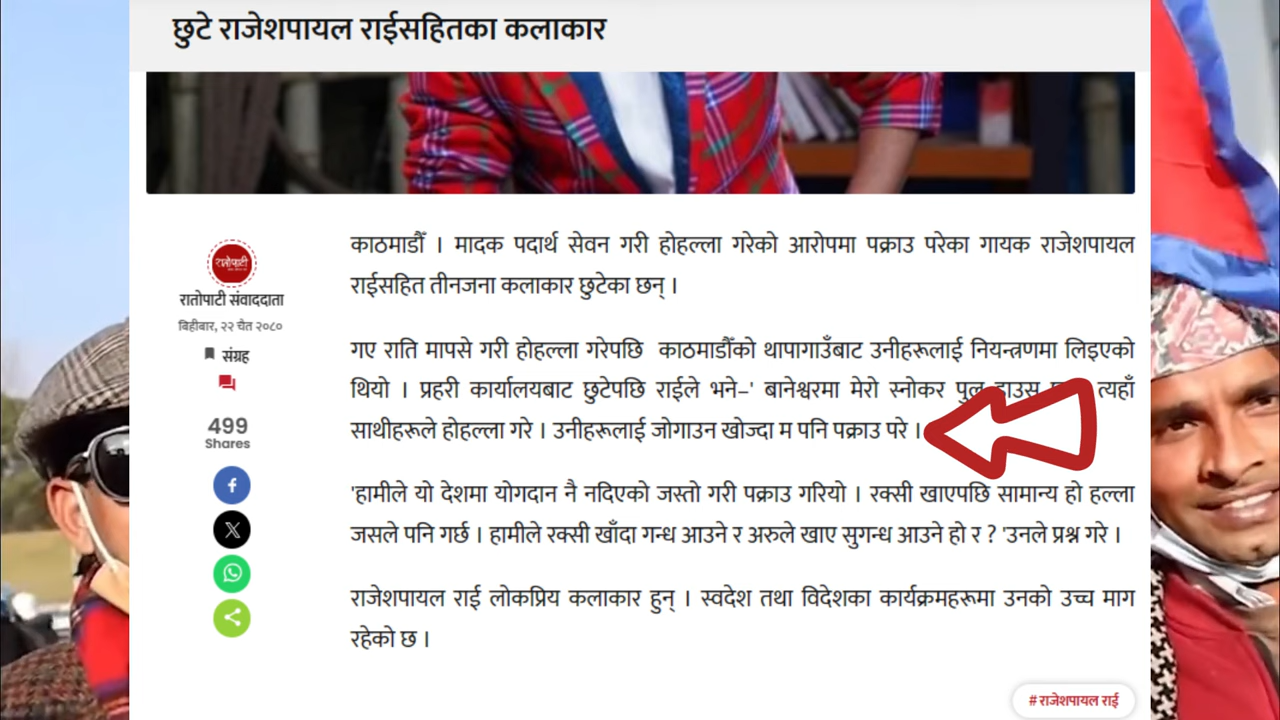 छुटे राजेशपायल राईसहितका कलाकार
रातोपाटी
रातोपाटी संवाददाता
बिहीबार, २२ चैत २०८०
संग्रह
499
Shares
काठमाडौँ । मादक पदार्थ सेवन गरी होहल्ला गरेको आरोपमा पक्राउ परेका गायक राजेशपायल
राईसहित तीनजना कलाकार छुटेका छन् ।
गए राति मापसे गरी होहल्ला गरेपछि काठमाडौँको थापागाउँबाट उनीहरूलाई नियन्त्रणमा लिइएको
थियो । प्रहरी कार्यालयबाट छुटेपछि राईले भने–' बानेश्वरमा मेरो स्नोकर पुल हाउस त्यहाँ
साथीहरूले होहल्ला गरे । उनीहरूलाई जोगाउन खोज्दा म पनि पक्राउ परे ।
'हामीले यो देशमा योगदान नै नदिएको जस्तो गरी पक्राउ गरियो । रक्सी खाएपछि सामान्य हो हल्ला
जसले पनि गर्छ । हामीले रक्सी खाँदा गन्ध आउने र अरुले खाए सुगन्ध आउने हो र ? 'उनले प्रश्न गरे ।
राजेशपायल राई लोकप्रिय कलाकार हुन् । स्वदेश तथा विदेशका कार्यक्रमहरूमा उनको उच्च माग
रहेको छ ।
# राजेशपायल राई